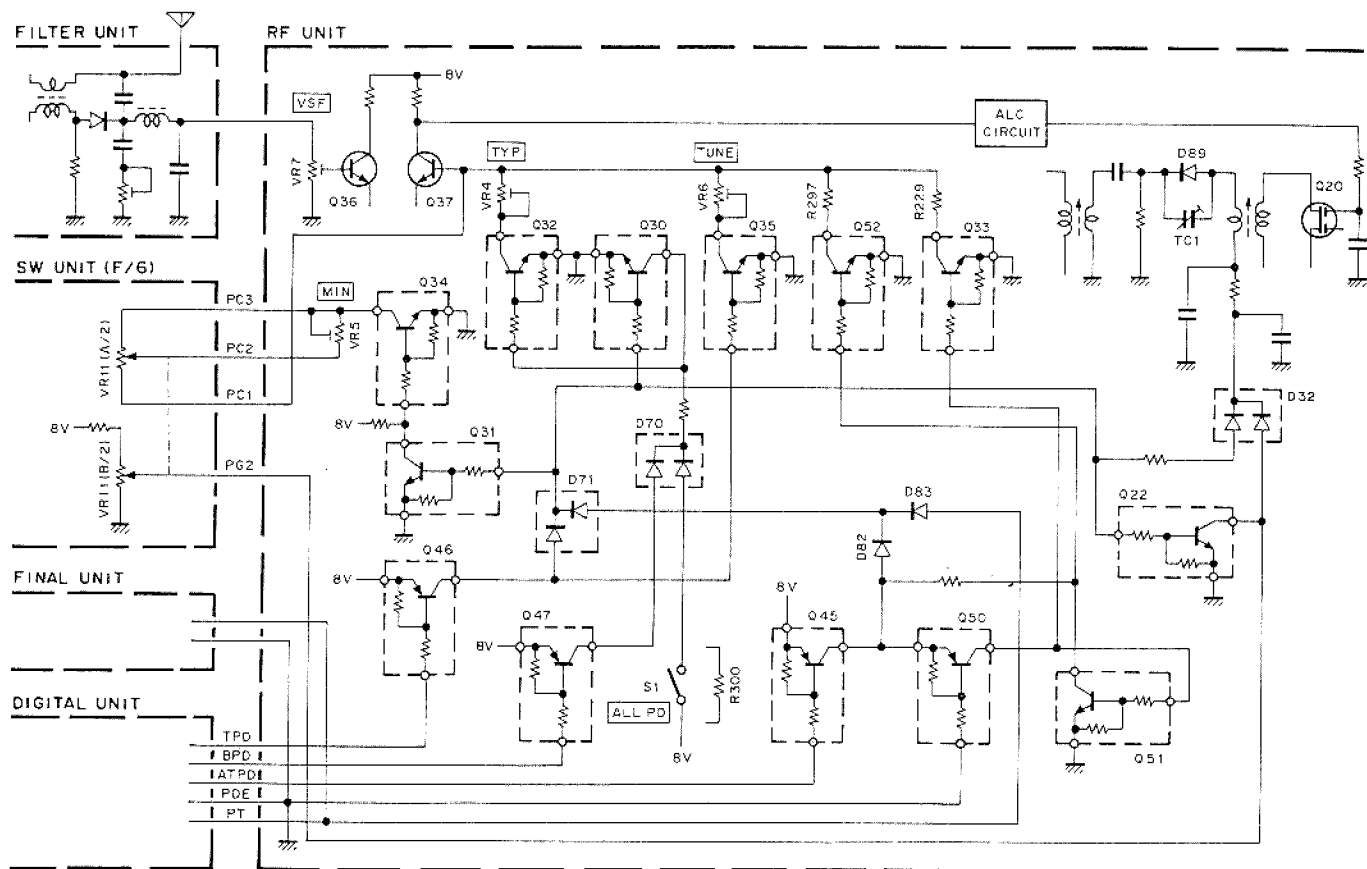 FILTER UNIT
RF UNIT
8V
VSF
ALC
CIRCUIT
TYP
TUNE
D89
Q20
VR7
Q36
Q37
VR4
VR6
R297
R229
TC1
Q32
Q30
Q35
Q52
Q33
SW UNIT (F/6)
PC3
MIN
Q34
VR5
VR11 (A/2)
PC2
PC1
8V
Q31
D70
D32
8V
PG2
VR11 (B/2)
D71
D83
Q22
Q46
D82
8V
FINAL UNIT
8V
Q47
Q45
Q50
8V
S1
R300
ALL PD
DIGITAL UNIT
8V
Q51
TPD
BPD
ATPD
PDE
PT